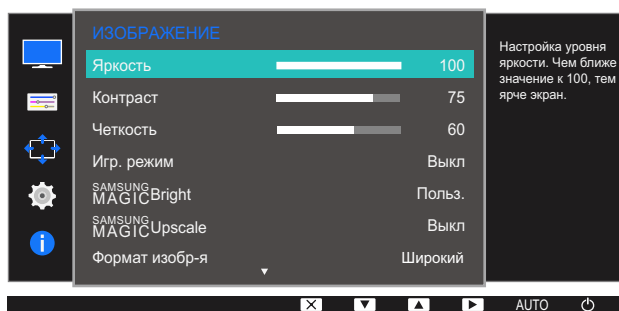 ИЗОБРАЖЕНИЕ
Яркость 100
Контраст 75
Четкость 60
Игр. режим Выкл
SAMSUNG MAGIC Bright Польз.
SAMSUNG MAGIC Upscale Выкл
Формат изобр-я Широкий
Настройка уровня
яркости. Чем ближе
значение к 100, тем
ярче экран.
AUTO